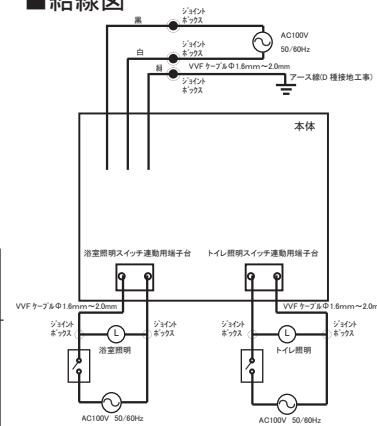 ■結線図
黒
ｼﾞｮｲﾝﾄ
ﾎﾞｯｸｽ
AC100V
50/60Hz
白
ｼﾞｮｲﾝﾄ
ﾎﾞｯｸｽ
緑
VVF ケーブルΦ1.6mm〜2.0mm
ｼﾞｮｲﾝﾄ
ﾎﾞｯｸｽ
アース線(D 種接地工事)
本体
浴室照明スイッチ連動用端子台
トイレ照明スイッチ連動用端子台
VVF ケーブルΦ1.6mm〜2.0mm
VVF ケーブルΦ1.6mm〜2.0m
ｼﾞｮｲﾝﾄ
ﾎﾞｯｸｽ
L
ｼﾞｮｲﾝﾄ
ﾎﾞｯｸｽ
浴室照明
ｼﾞｮｲﾝﾄ
ﾎﾞｯｸｽ
L
ｼﾞｮｲﾝﾄ
ﾎﾞｯｸｽ
トイレ照明
AC100V 50/60Hz
AC100V 50/60Hz